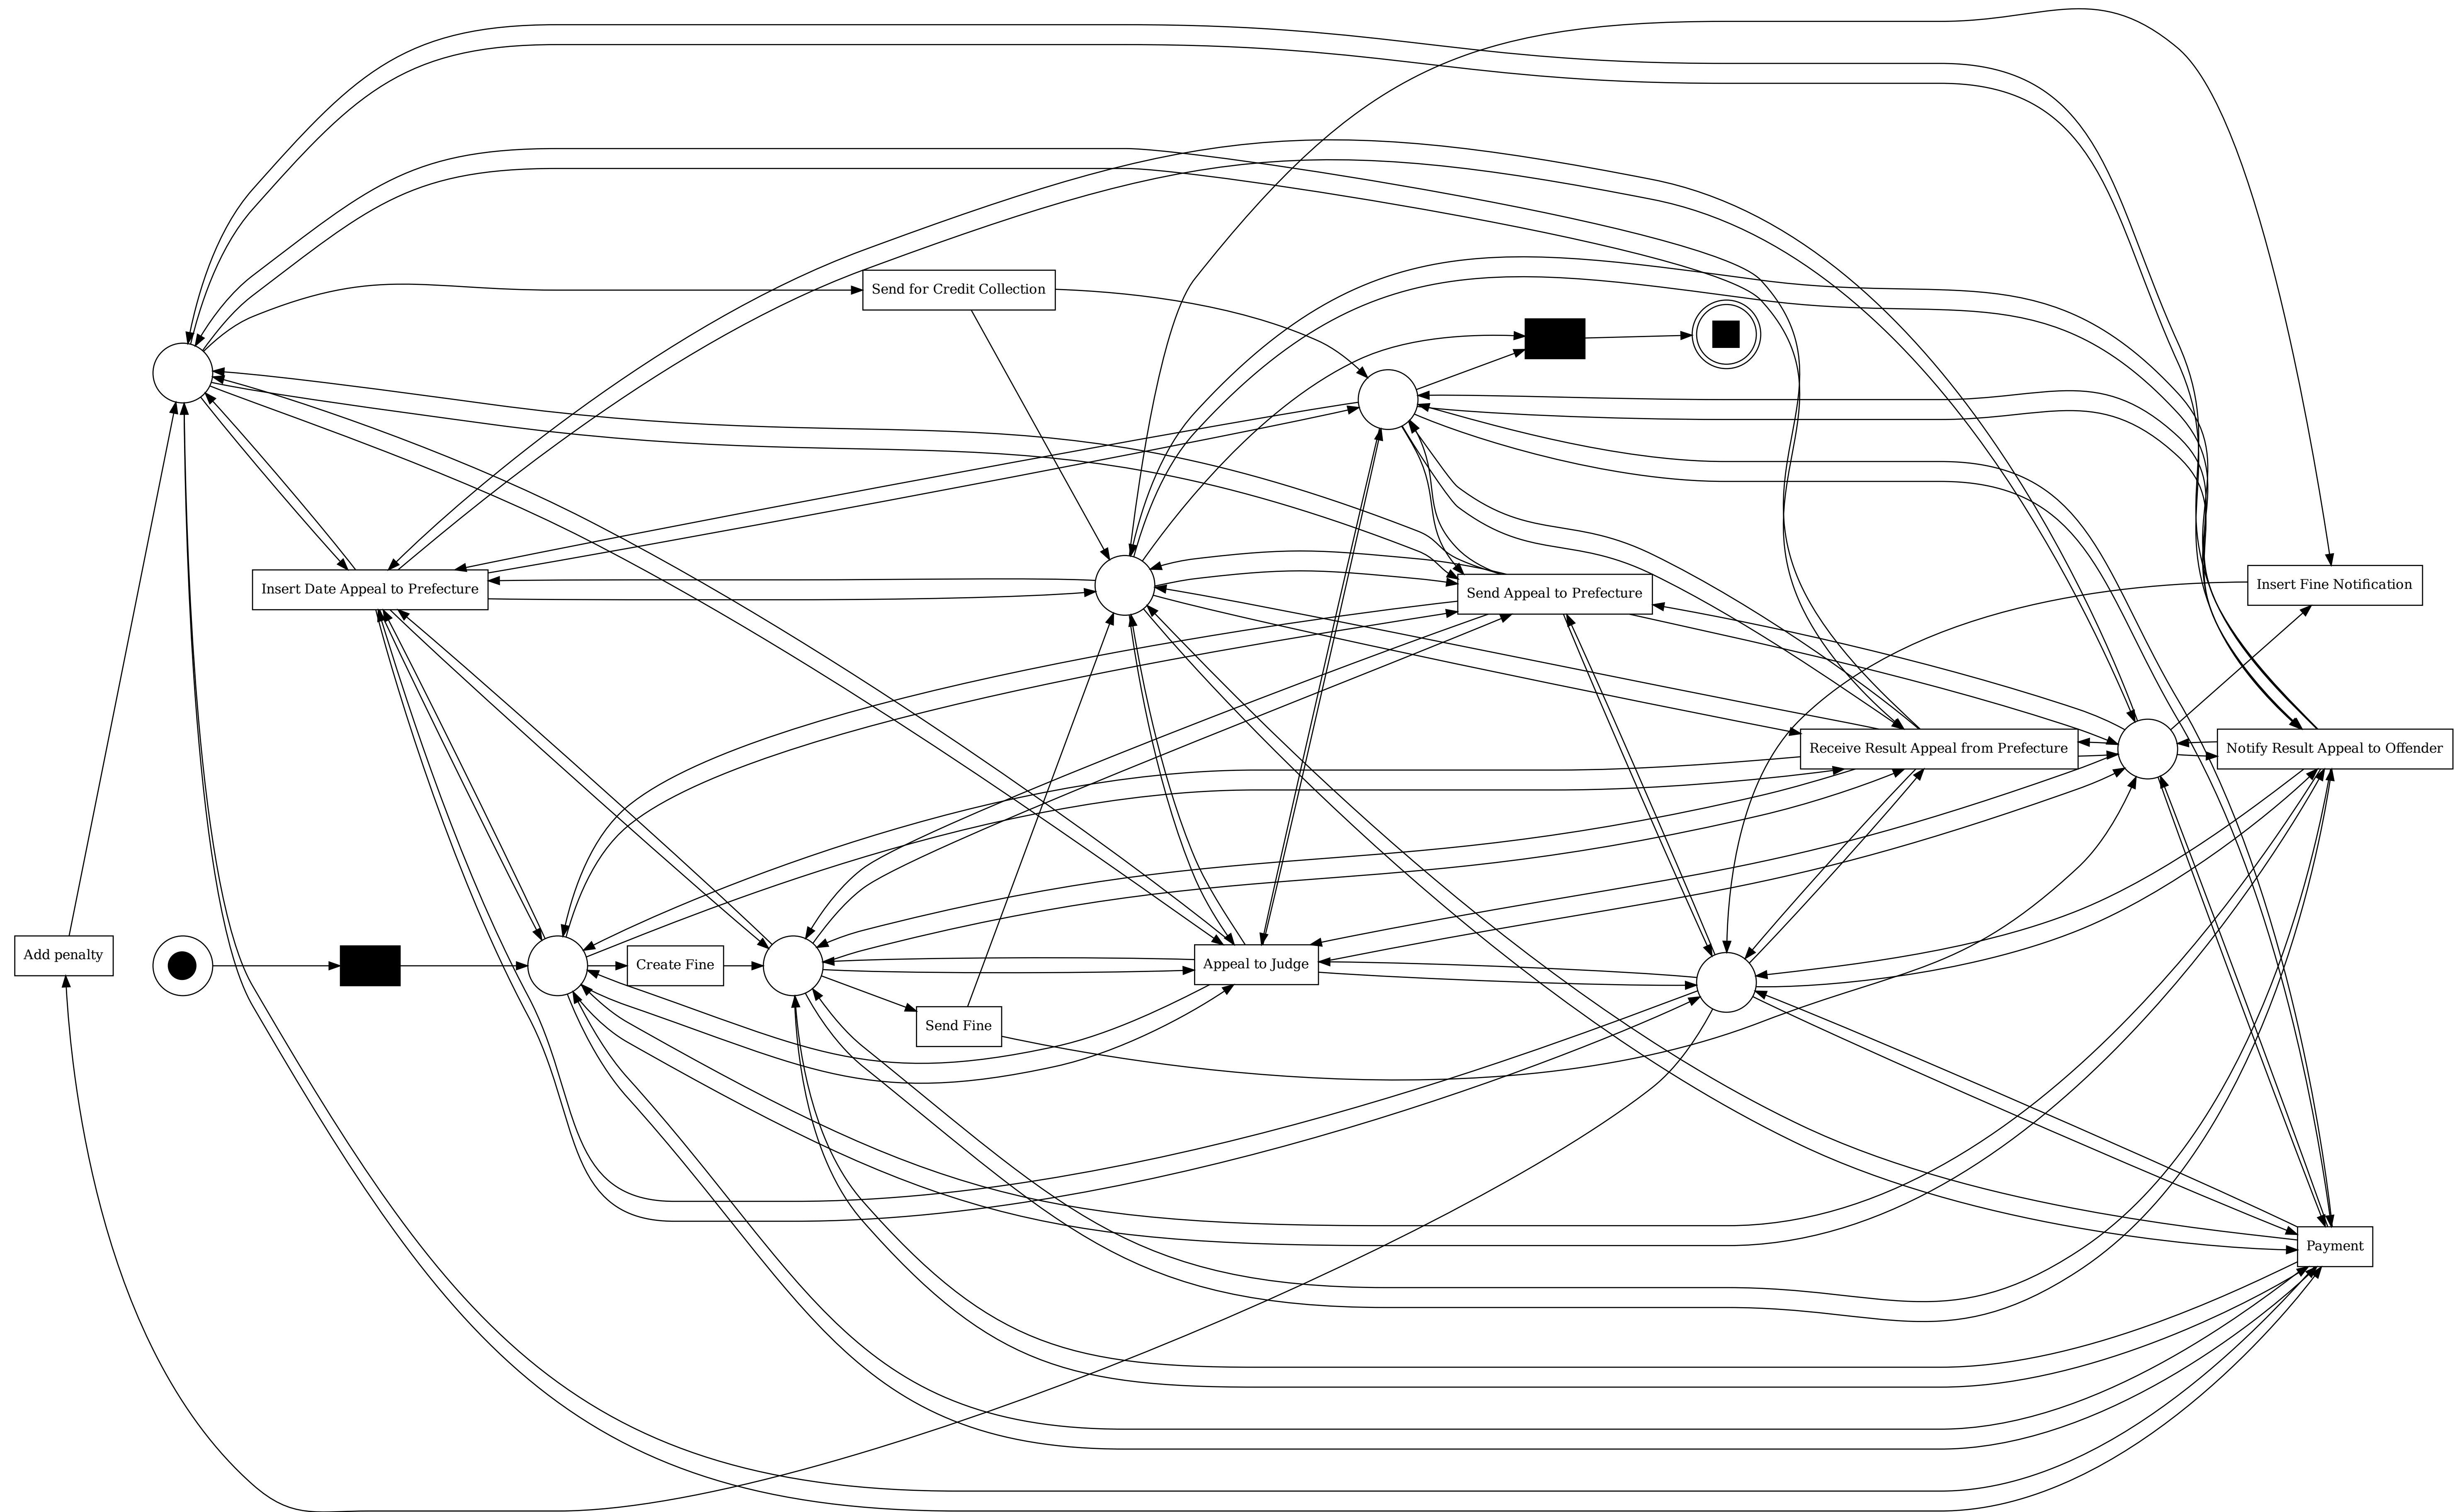 Send for Credit Collection
Insert Date Appeal to Prefecture
Send Appeal to Prefecture
Insert Fine Notification
Receive Result Appeal from Prefecture
Notify Result Appeal to Offender
Add penalty
Create Fine
Appeal to Judge
Send Fine
Payment